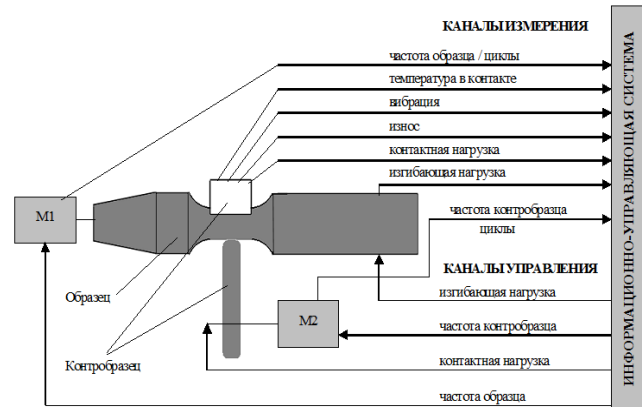 КАНАЛЫ ИЗМЕРЕНИЯ
частота образца / циклы
температура в контакте
вибрация
износ
контактная нагрузка
изгибающая нагрузка
M1
частота контробразца
циклы
КАНАЛЫ УПРАВЛЕНИЯ
Образец
изгибающая нагрузка
M2
частота контробразца
Контробразец
контактная нагрузка
частота образца
ИНФОРМАЦИОННО-УПРАВЛЯЮЩАЯ СИСТЕМА